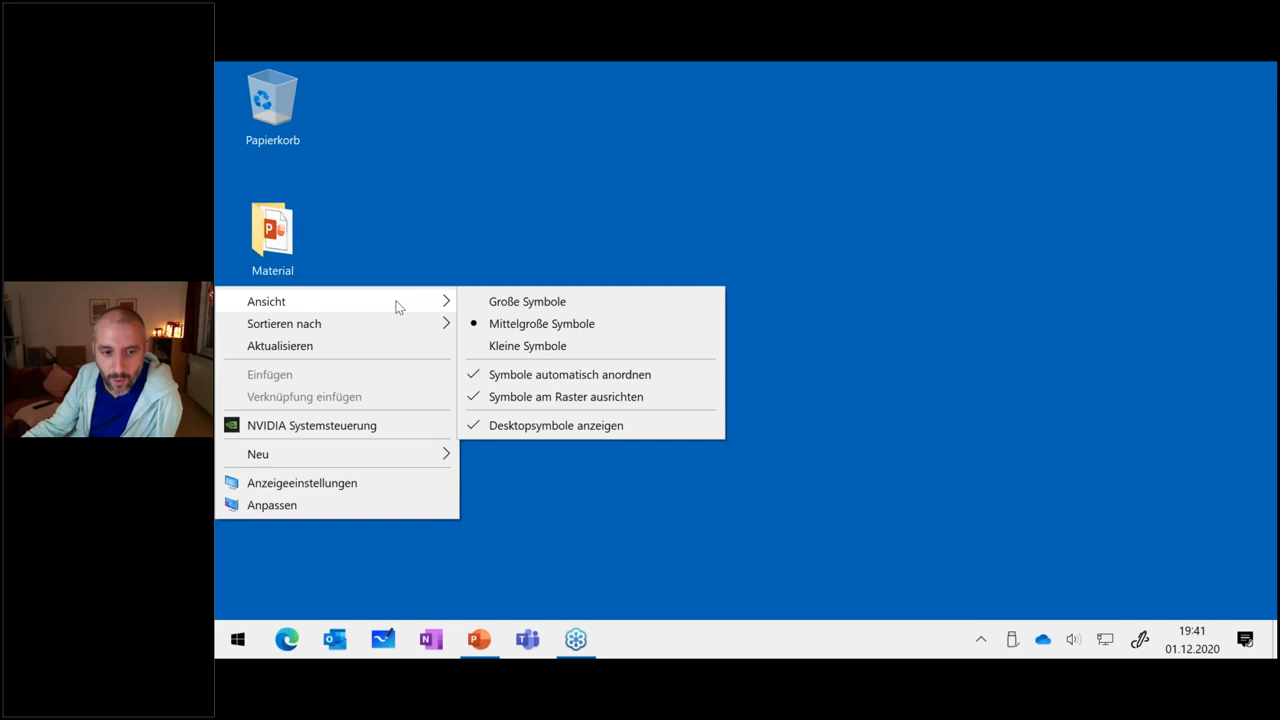 Papierkorb
Material
Ansicht
Sortieren nach
Aktualisieren
Einfügen
Verknüpfung einfügen
NVIDIA Systemsteuerung
Neu
Anzeigeeinstellungen
Anpassen
Große Symbole
Mittelgroße Symbole
Kleine Symbole
Symbole automatisch anordnen
Symbole am Raster ausrichten
Desktopsymbole anzeigen
19:41
01.12.2020